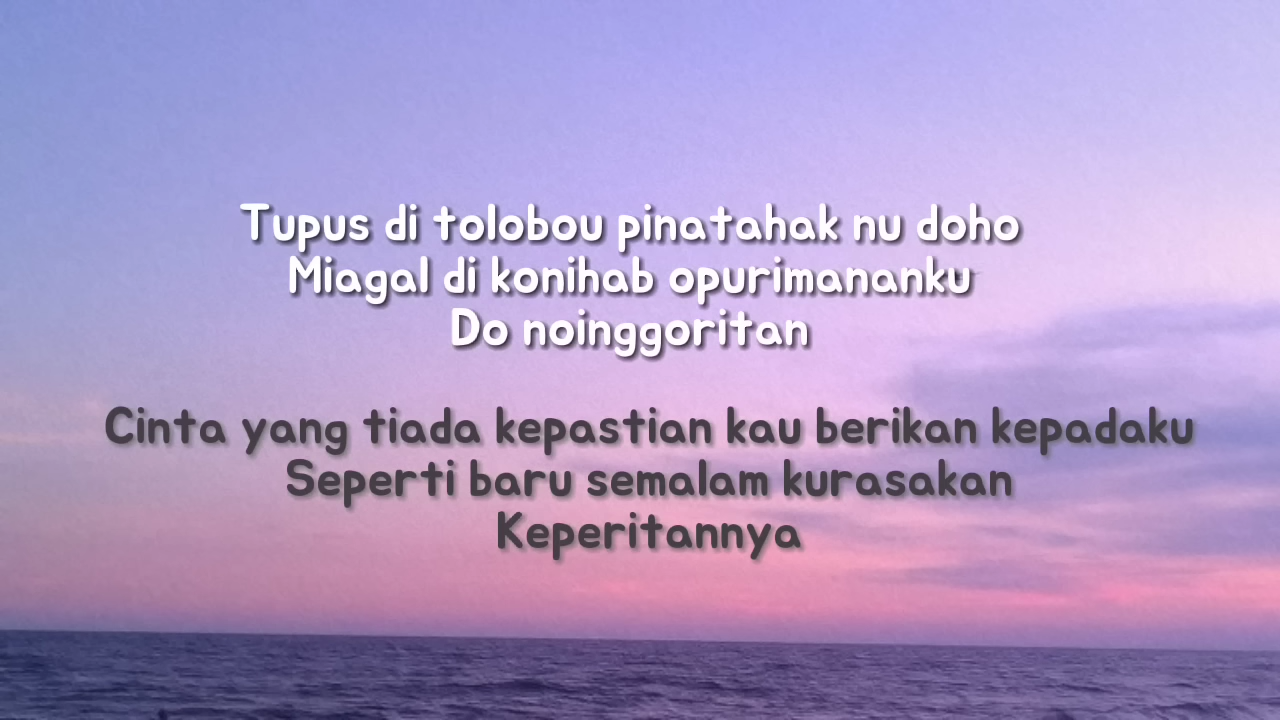 Tupus di tolobou pinatahak nu doho
Miagal di konihab opurimananku
Do noinggoritan
Cinta yang tiada kepastian kau berikan kepadaku
Seperti baru semalam kurasakan
Keperitannya